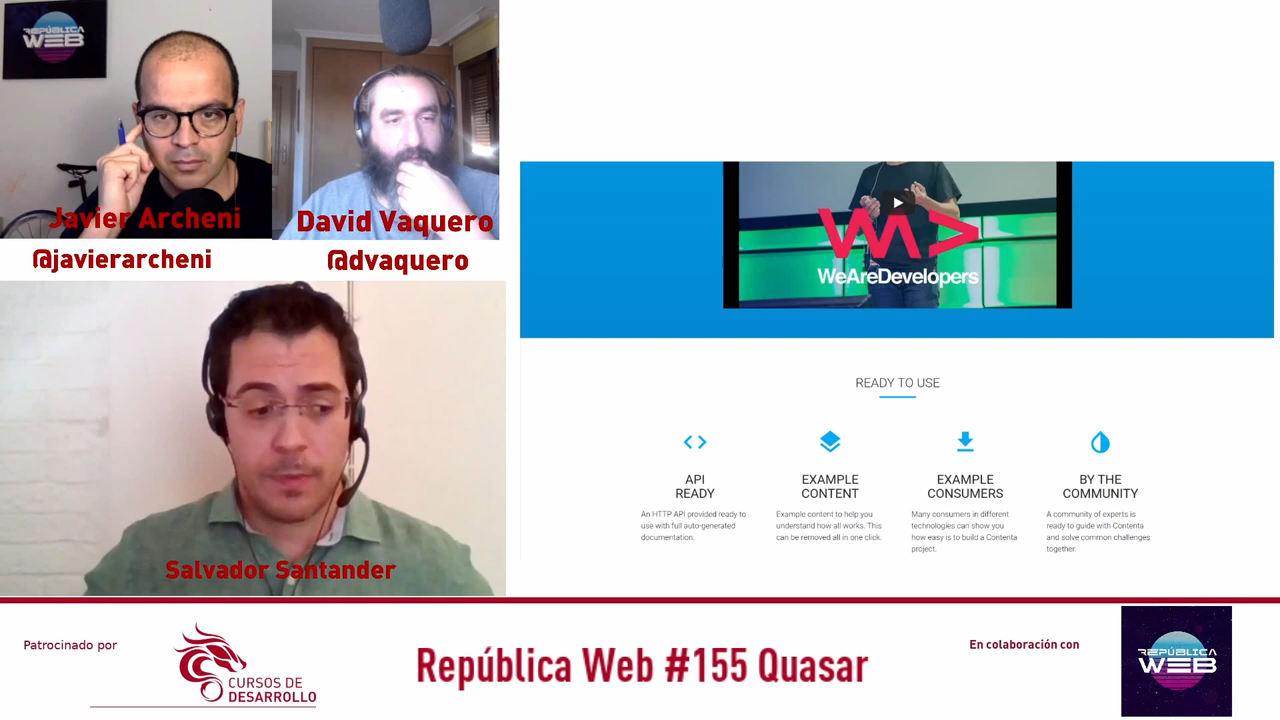 REPÚBLICA
WEB
Javier Archeni
@javierarcheni
David Vaquero
@dvaquero
Salvador Santander
WeAreDevelopers
READY TO USE
API
READY
An HTTP API provided ready to
use with full auto-generated
documentation.
EXAMPLE
CONTENT
Example content to help you
understand how all works. This
can be removed all in one click.
EXAMPLE
CONSUMERS
Many consumers in different
technologies can show you
how easy is to build a Contenta
project.
BY THE
COMMUNITY
A community of experts is
ready to guide with Contenta
and solve common challenges
together.
Patrocinado por
CURSOS DE
DESARROLLO
República Web #155 Quasar
En colaboración con
REPÚBLICA
WEB